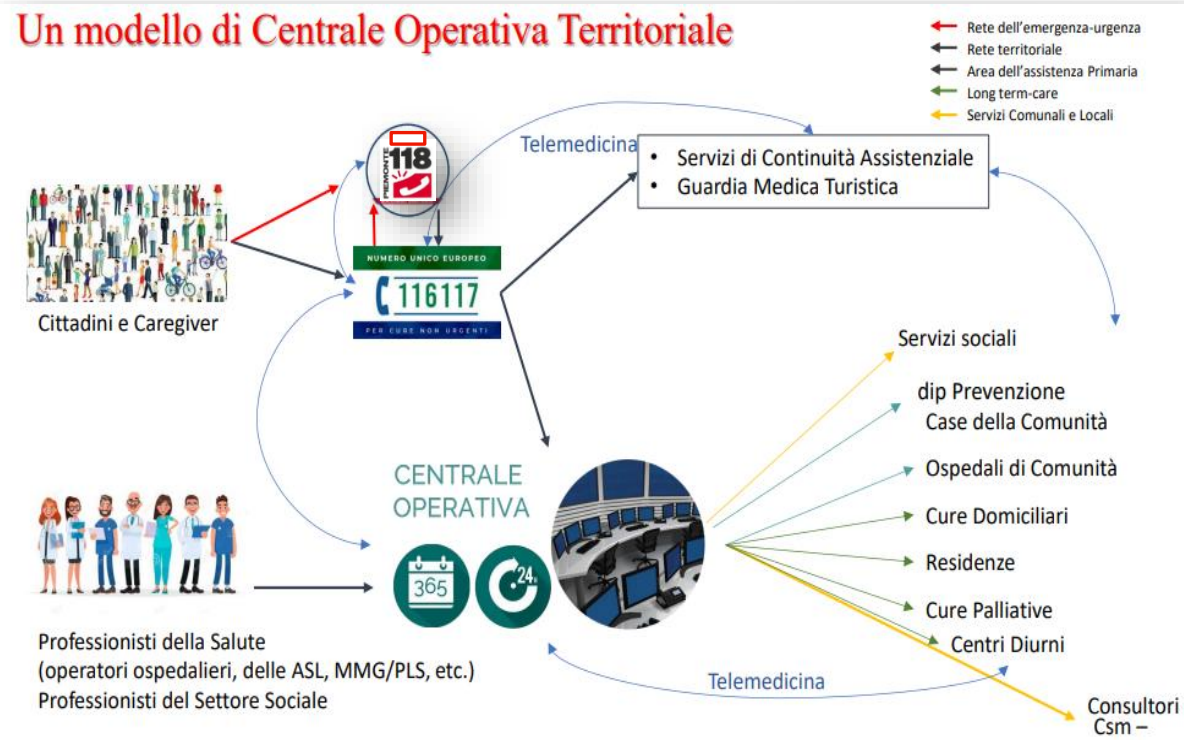 Un modello di Centrale Operativa Territoriale
Rete dell'emergenza-urgenza
Rete territoriale
Area dell'assistenza Primaria
Long term-care
Servizi Comunali e Locali
PIEMONTE
118
Telemedicina
• Servizi di Continuità Assistenziale
• Guardia Medica Turistica
NUMERO UNICO EUROPEO
116117
PER CURE NON URGENTI
Cittadini e Caregiver
Servizi sociali
dip Prevenzione
Case della Comunità
Ospedali di Comunità
Cure Domiciliari
Residenze
Cure Palliative
Centri Diurni
CENTRALE
OPERATIVA
365
24h
Professionisti della Salute
(operatori ospedalieri, delle ASL, MMG/PLS, etc.)
Professionisti del Settore Sociale
Telemedicina
Consultori
Csm –